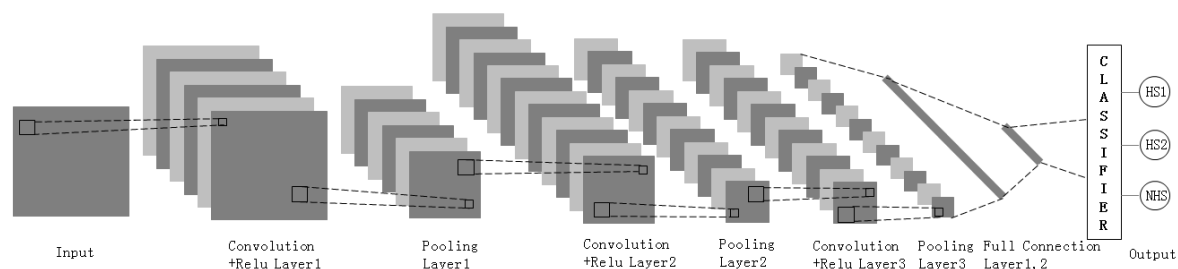 CLASSIFIER
HS1
HS2
NHS
Input
Convolution
+Relu Layer1
Pooling
Layer1
Convolution
+Relu Layer2
Pooling
Layer2
Convolution
+Relu Layer3
Pooling
Layer3
Full Connection
Layer1.2
Output